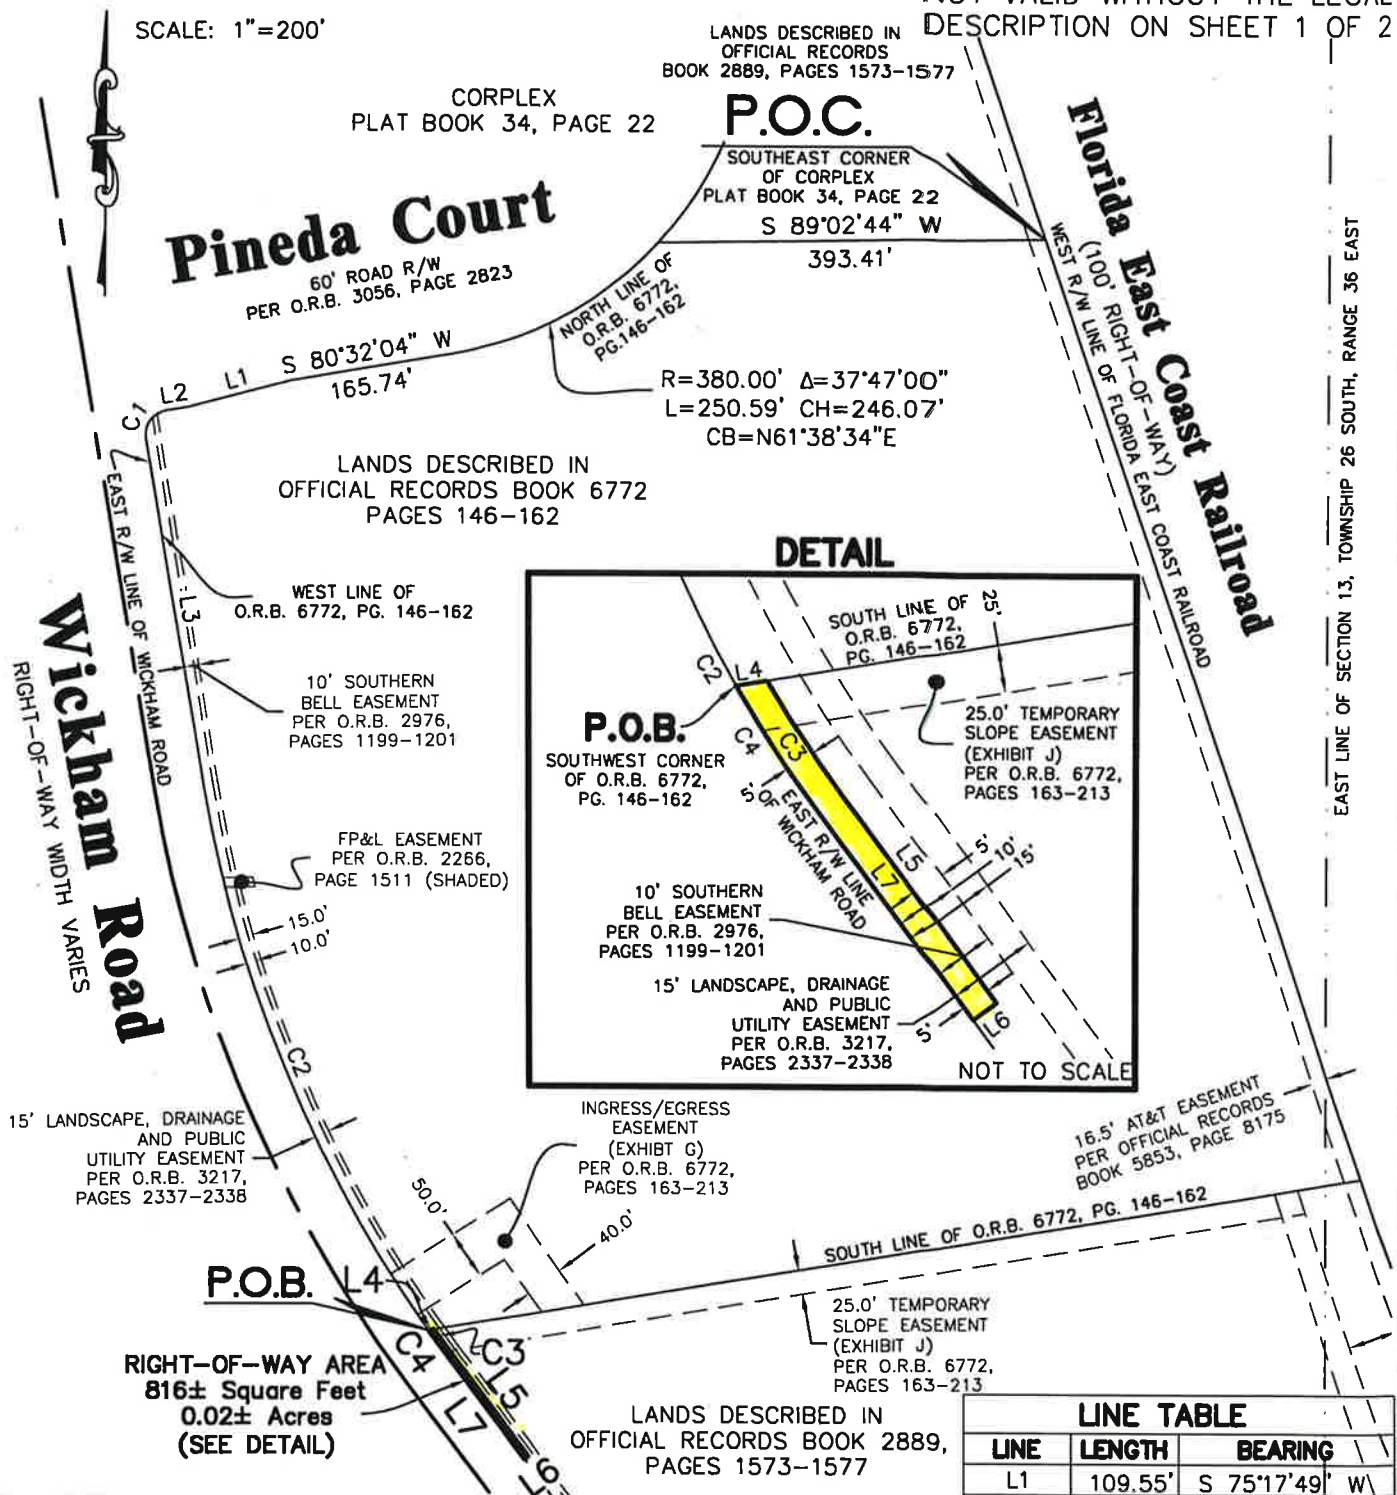 NOT VALID WITHOUT THE LEGAL
DESCRIPTION ON SHEET 1 OF 2
SCALE: 1"=200'
LANDS DESCRIBED IN
OFFICIAL RECORDS
BOOK 2889, PAGES 1573-1577
CORPLEX
PLAT BOOK 34, PAGE 22
P.O.C.
SOUTHEAST CORNER
OF CORPLEX
PLAT BOOK 34, PAGE 22
S 89°02'44" W
393.41'
Pineda Court
60' ROAD R/W
PER O.R.B. 3056, PAGE 2823
NORTH LINE OF
O.R.B. 6772,
PG.146-162
Florida East Coast Railroad
(100' RIGHT-OF-WAY)
WEST R/W LINE OF FLORIDA EAST COAST RAILROAD
EAST LINE OF SECTION 13, TOWNSHIP 26 SOUTH, RANGE 36 EAST
C1
L2
L1
S 80°32'04" W
165.74'
R=380.00' Δ=37°47'00"
L=250.59' CH=246.07'
CB=N61°38'34"E
LANDS DESCRIBED IN
OFFICIAL RECORDS BOOK 6772
PAGES 146-162
EAST R/W LINE OF WICKHAM ROAD
WEST LINE OF
O.R.B. 6772, PG. 146-162
L3
Wickham Road
RIGHT-OF-WAY WIDTH VARIES
10' SOUTHERN
BELL EASEMENT
PER O.R.B. 2976,
PAGES 1199-1201
FP&L EASEMENT
PER O.R.B. 2266,
PAGE 1511 (SHADED)
15.0'
10.0'
C2
DETAIL
SOUTH LINE OF
O.R.B. 6772,
PG. 146-162
25'
C2
L4
P.O.B.
SOUTHWEST CORNER
OF O.R.B. 6772,
PG. 146-162
C4
C3
25.0' TEMPORARY
SLOPE EASEMENT
(EXHIBIT J)
PER O.R.B. 6772,
PAGES 163-213
5'
EAST R/W LINE
OF WICKHAM ROAD
L5
L7
5'
10'
15'
10' SOUTHERN
BELL EASEMENT
PER O.R.B. 2976,
PAGES 1199-1201
15' LANDSCAPE, DRAINAGE
AND PUBLIC
UTILITY EASEMENT
PER O.R.B. 3217,
PAGES 2337-2338
5'
L6
NOT TO SCALE
15' LANDSCAPE, DRAINAGE
AND PUBLIC
UTILITY EASEMENT
PER O.R.B. 3217,
PAGES 2337-2338
INGRESS/EGRESS
EASEMENT
(EXHIBT G)
PER O.R.B. 6772,
PAGES 163-213
50.0'
40.0'
16.5' AT&T EASEMENT
PER OFFICIAL RECORDS
BOOK 5853, PAGE 8175
SOUTH LINE OF O.R.B. 6772, PG. 146-162
P.O.B.
L4
C4
C3
L5
L7
25.0' TEMPORARY
SLOPE EASEMENT
(EXHIBIT J)
PER O.R.B. 6772,
PAGES 163-213
RIGHT-OF-WAY AREA
816± Square Feet
0.02± Acres
(SEE DETAIL)
LANDS DESCRIBED IN
OFFICIAL RECORDS BOOK 2889,
PAGES 1573-1577
L6
LINE TABLE
LINE LENGTH BEARING
L1 109.55' S 75°17'49" W